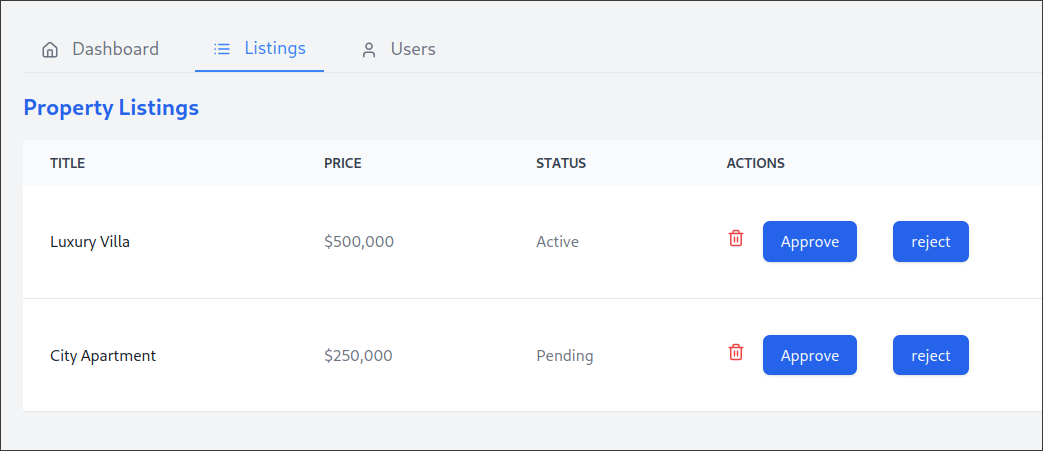 Dashboard Listings Users
Property Listings
TITLE PRICE STATUS ACTIONS
Luxury Villa $500,000 Active Approve reject
City Apartment $250,000 Pending Approve reject